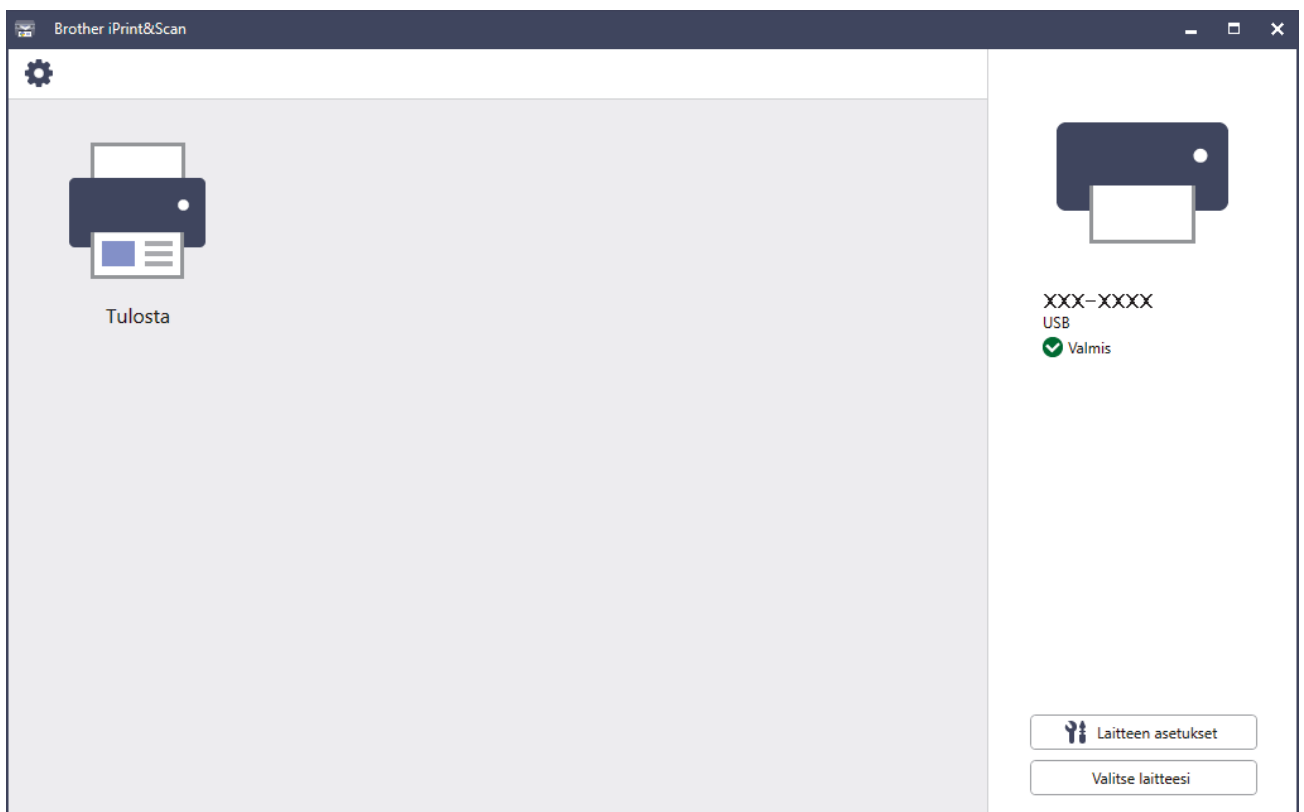 Brother iPrint&Scan
Tulosta
XXX-XXXX
USB
Valmis
Laitteen asetukset
Valitse laitteesi